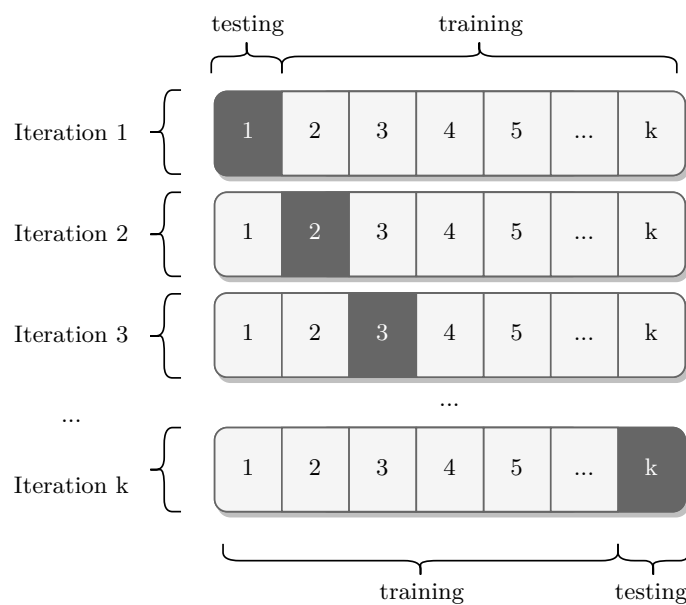 testing training
Iteration 1 1 2 3 4 5 ... k
Iteration 2 1 2 3 4 5 ... k
Iteration 3 1 2 3 4 5 ... k
... ...
Iteration k 1 2 3 4 5 ... k
training testing